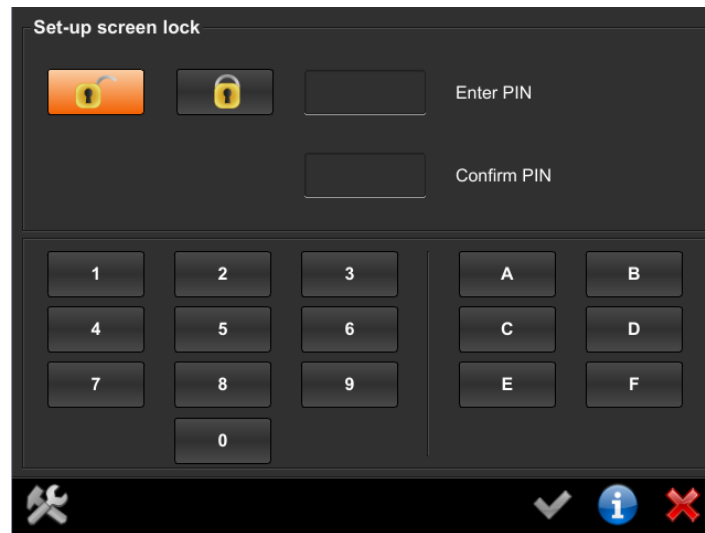 Set-up screen lock
Enter PIN
Confirm PIN
1 2 3 A B
4 5 6 C D
7 8 9 E F
0
i